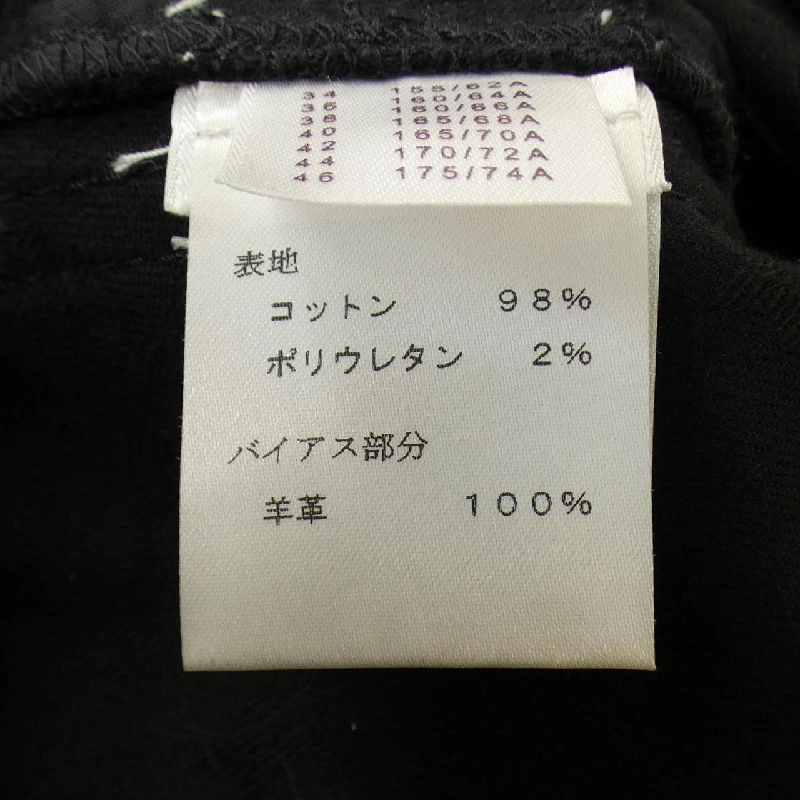 34 155/62A
36 160/64A
38 160/66A
40 165/68A
42 165/70A
44 170/72A
46 175/74A
表地
コットン 98%
ポリウレタン 2%
バイアス部分
羊革 100%